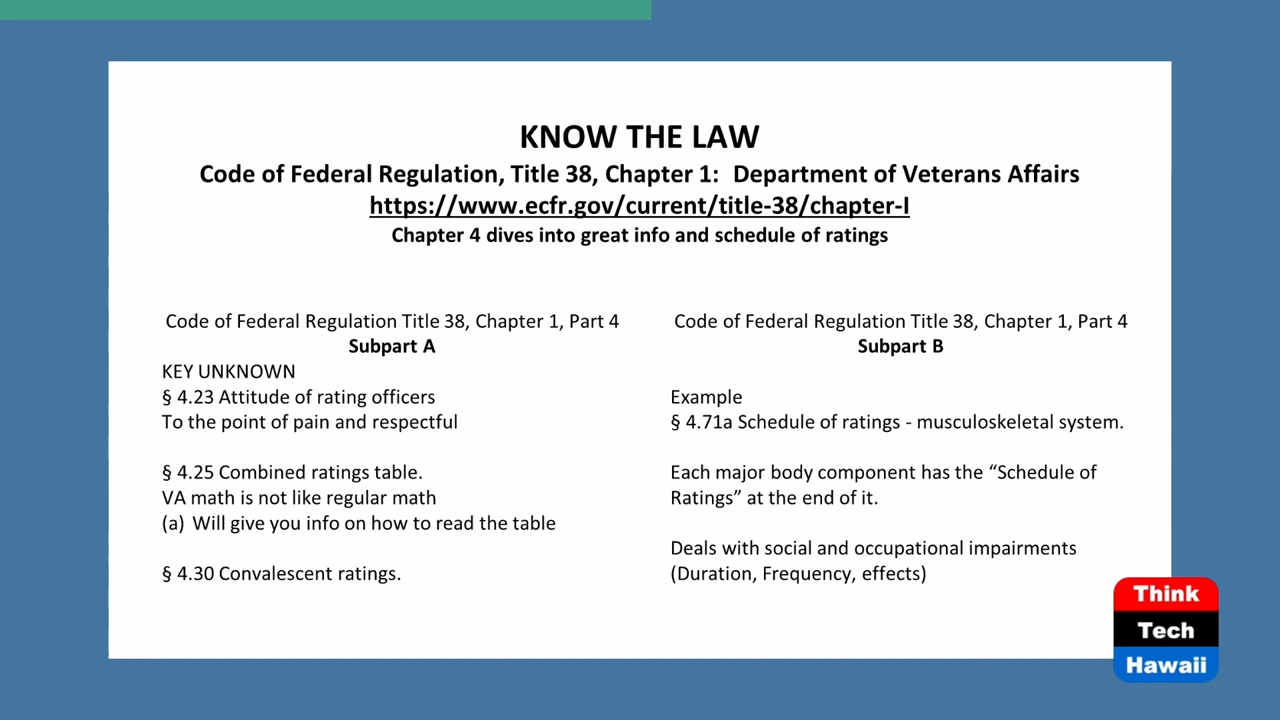 KNOW THE LAW
Code of Federal Regulation, Title 38, Chapter 1: Department of Veterans Affairs
https://www.ecfr.gov/current/title-38/chapter-I
Chapter 4 dives into great info and schedule of ratings
Code of Federal Regulation Title 38, Chapter 1, Part 4
Subpart A
KEY UNKNOWN
§ 4.23 Attitude of rating officers
To the point of pain and respectful
§ 4.25 Combined ratings table.
VA math is not like regular math
(a) Will give you info on how to read the table
§ 4.30 Convalescent ratings.
Code of Federal Regulation Title 38, Chapter 1, Part 4
Subpart B
Example
§ 4.71a Schedule of ratings - musculoskeletal system.
Each major body component has the “Schedule of
Ratings” at the end of it.
Deals with social and occupational impairments
(Duration, Frequency, effects)
Think
Tech
Hawaii